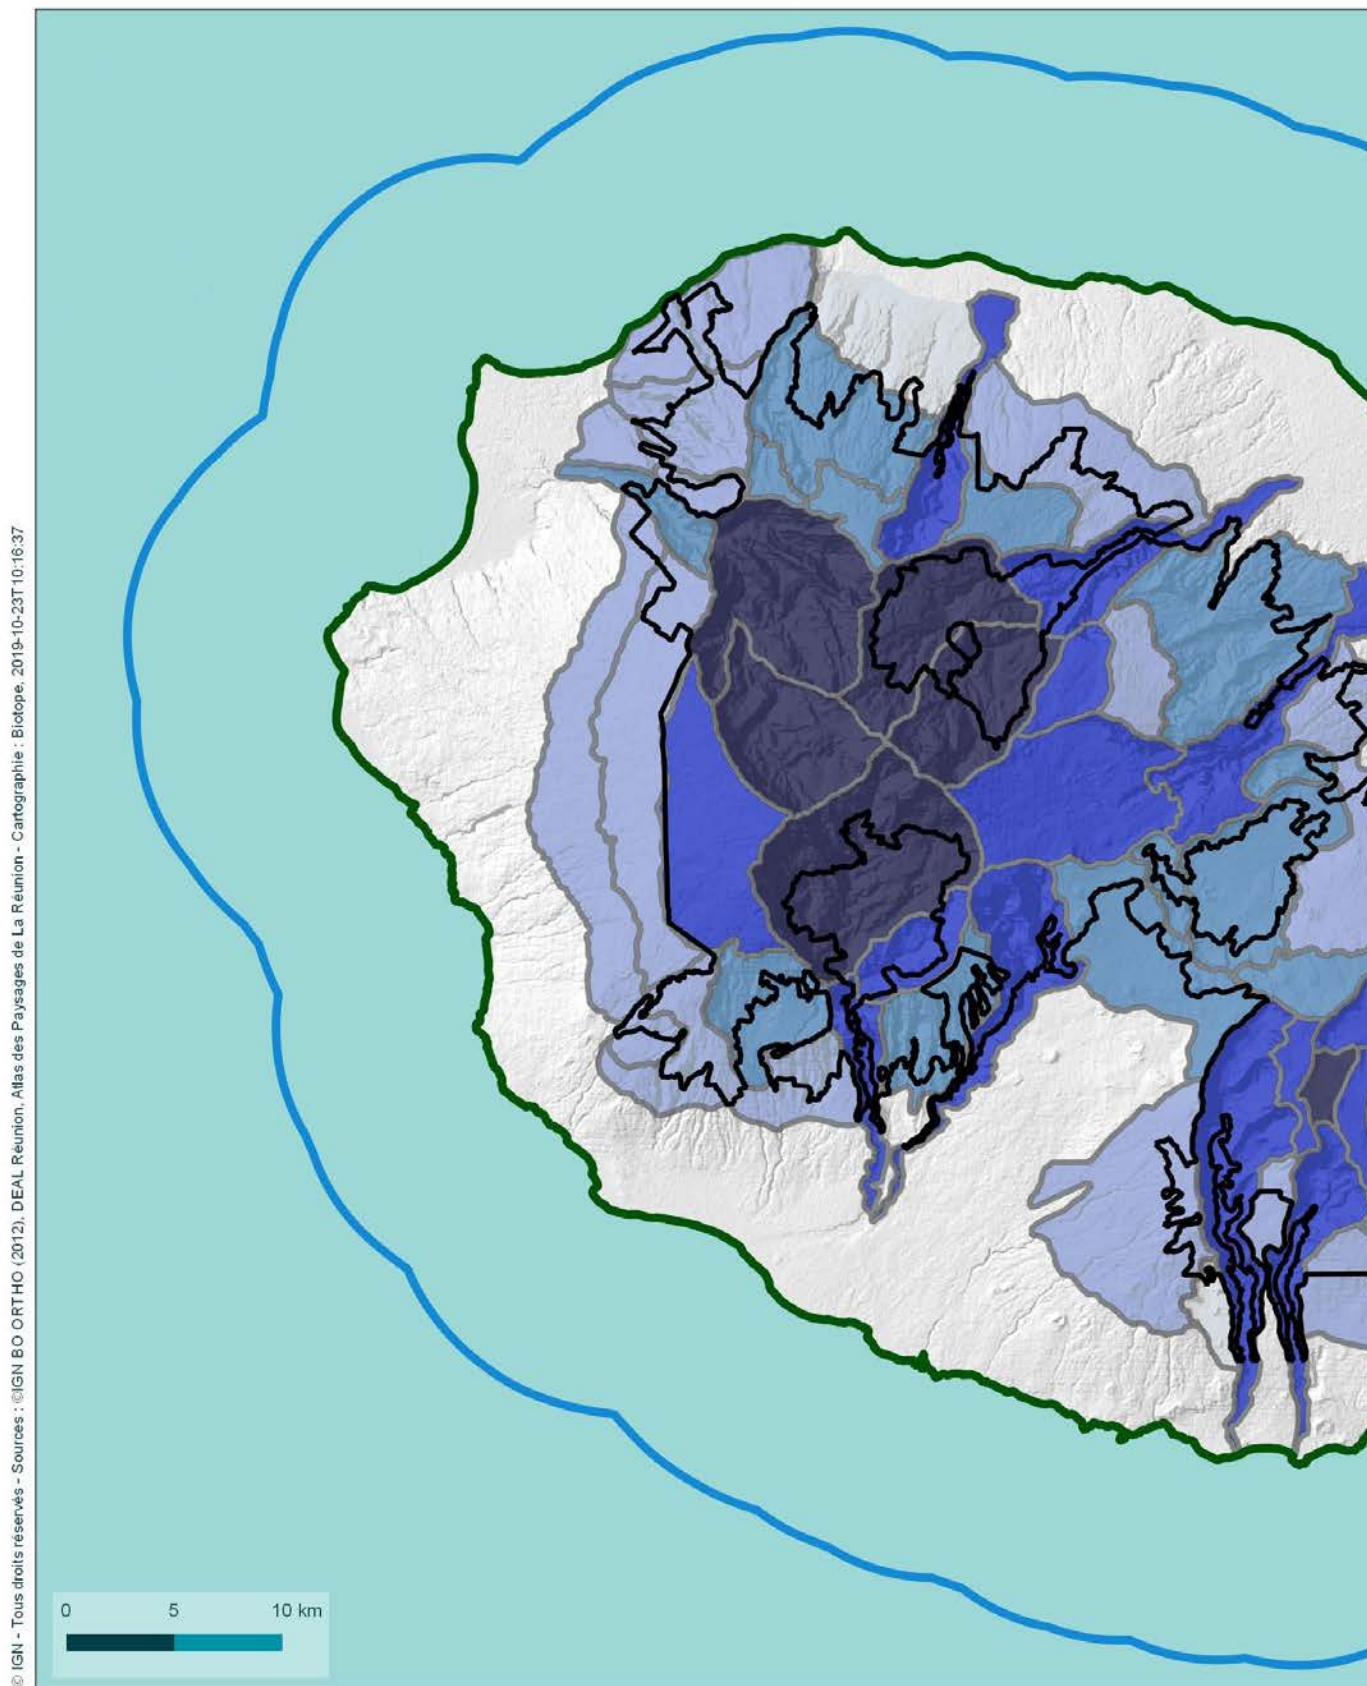 © IGN - Tous droits réservés - Sources : ©IGN BO ORTHO (2012), DEAL Réunion, Atlas des Paysages de La Réunion - Cartographie : Biotope, 2019-10-23T10:16:37
0 5 10 km